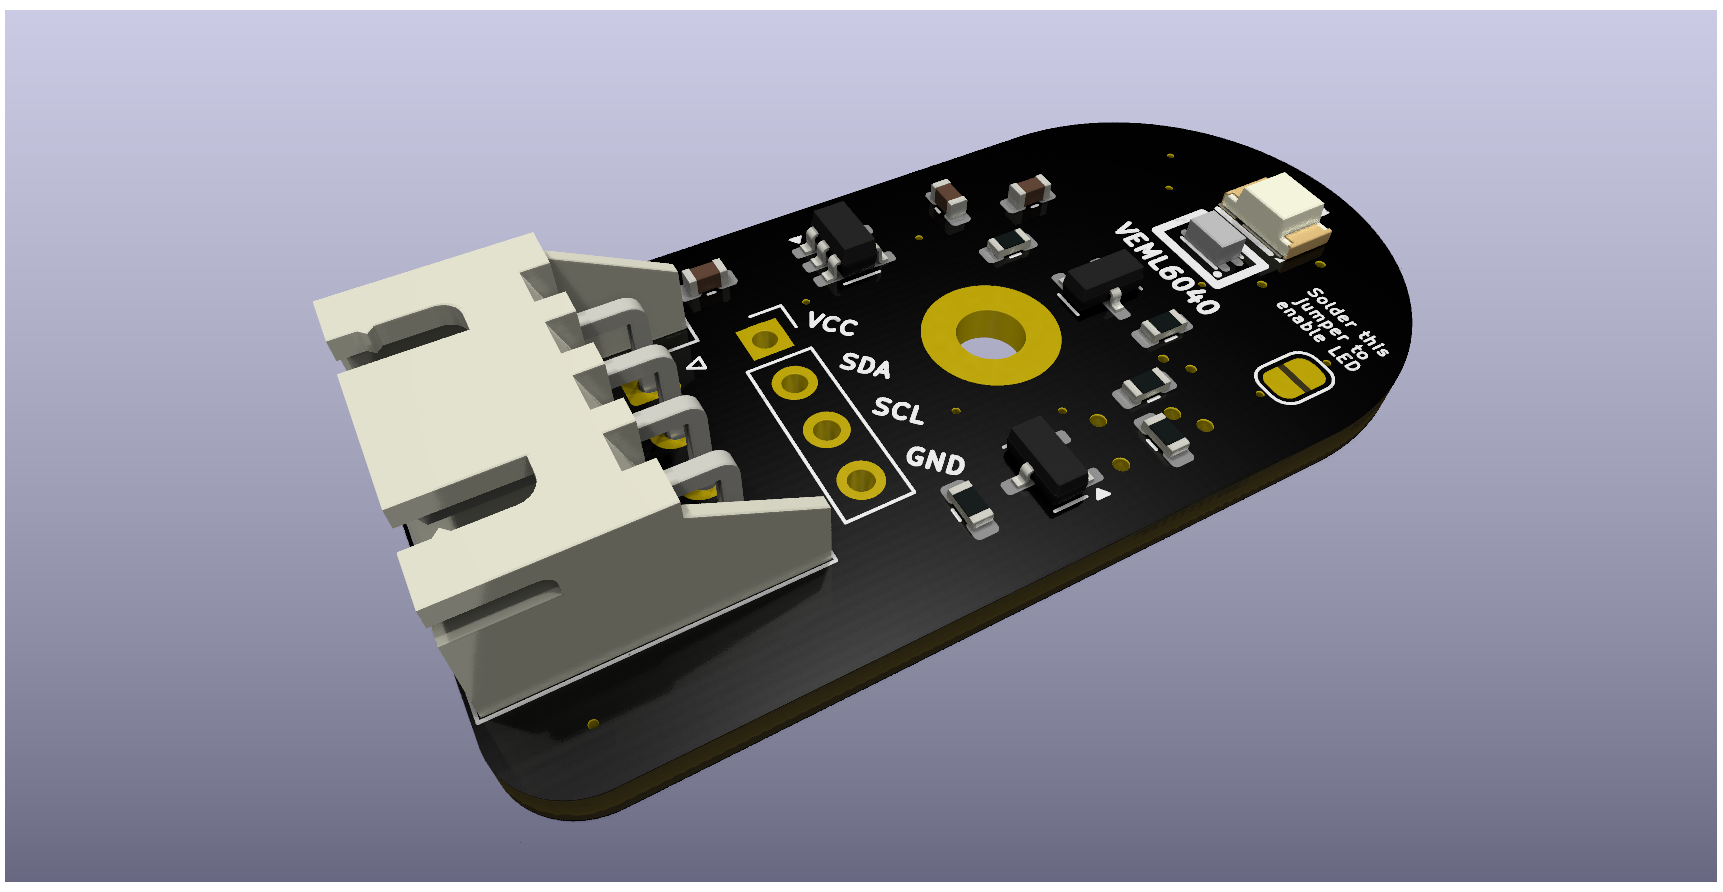 VCC
SDA
SCL
GND
VEML6040
Solder this
jumper to
enable LED